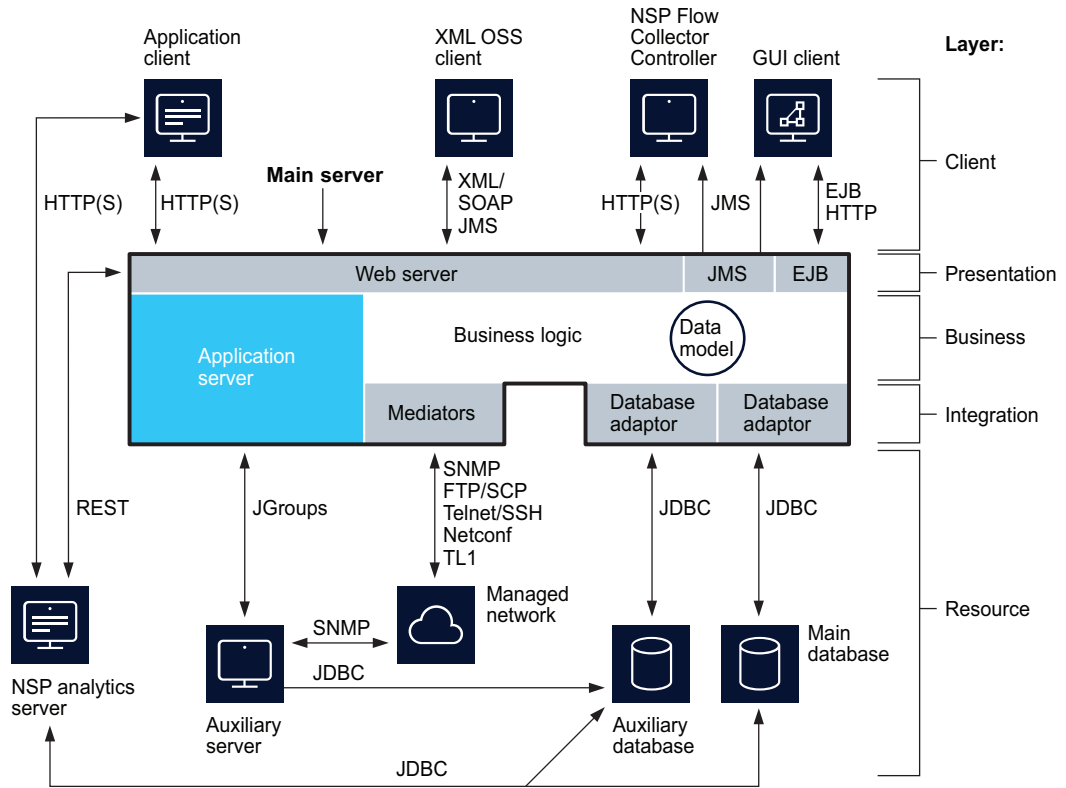 Application
client
XML OSS
client
NSP Flow
Collector
Controller
GUI client
Layer:
HTTP(S)
HTTP(S)
Main server
XML/
SOAP
JMS
HTTP(S)
JMS
EJB
HTTP
Client
Web server
JMS
EJB
Presentation
Application
server
Business logic
Data
model
Business
Mediators
Database
adaptor
Database
adaptor
Integration
REST
JGroups
SNMP
FTP/SCP
Telnet/SSH
Netconf
TL1
JDBC
JDBC
Managed
network
Resource
NSP analytics
server
SNMP
JDBC
Auxiliary
server
Auxiliary
database
Main
database
JDBC